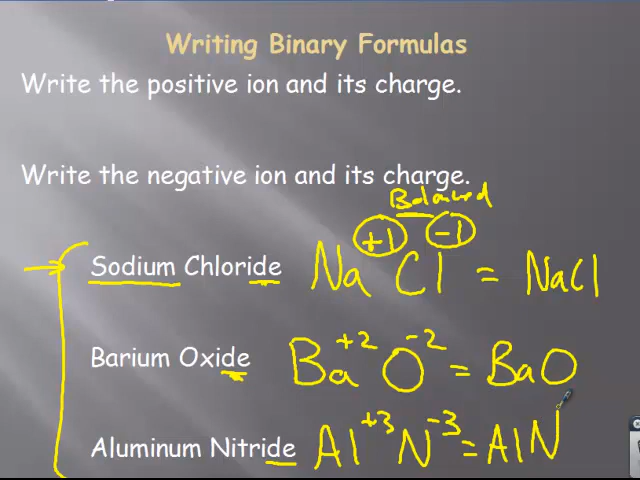 Writing Binary Formulas
Write the positive ion and its charge.
Write the negative ion and its charge.
Balanced
Sodium Chloride Na +1 Cl -1 = NaCl
Barium Oxide Ba +2 O -2 = BaO
Aluminum Nitride Al +3 N -3 = AlN